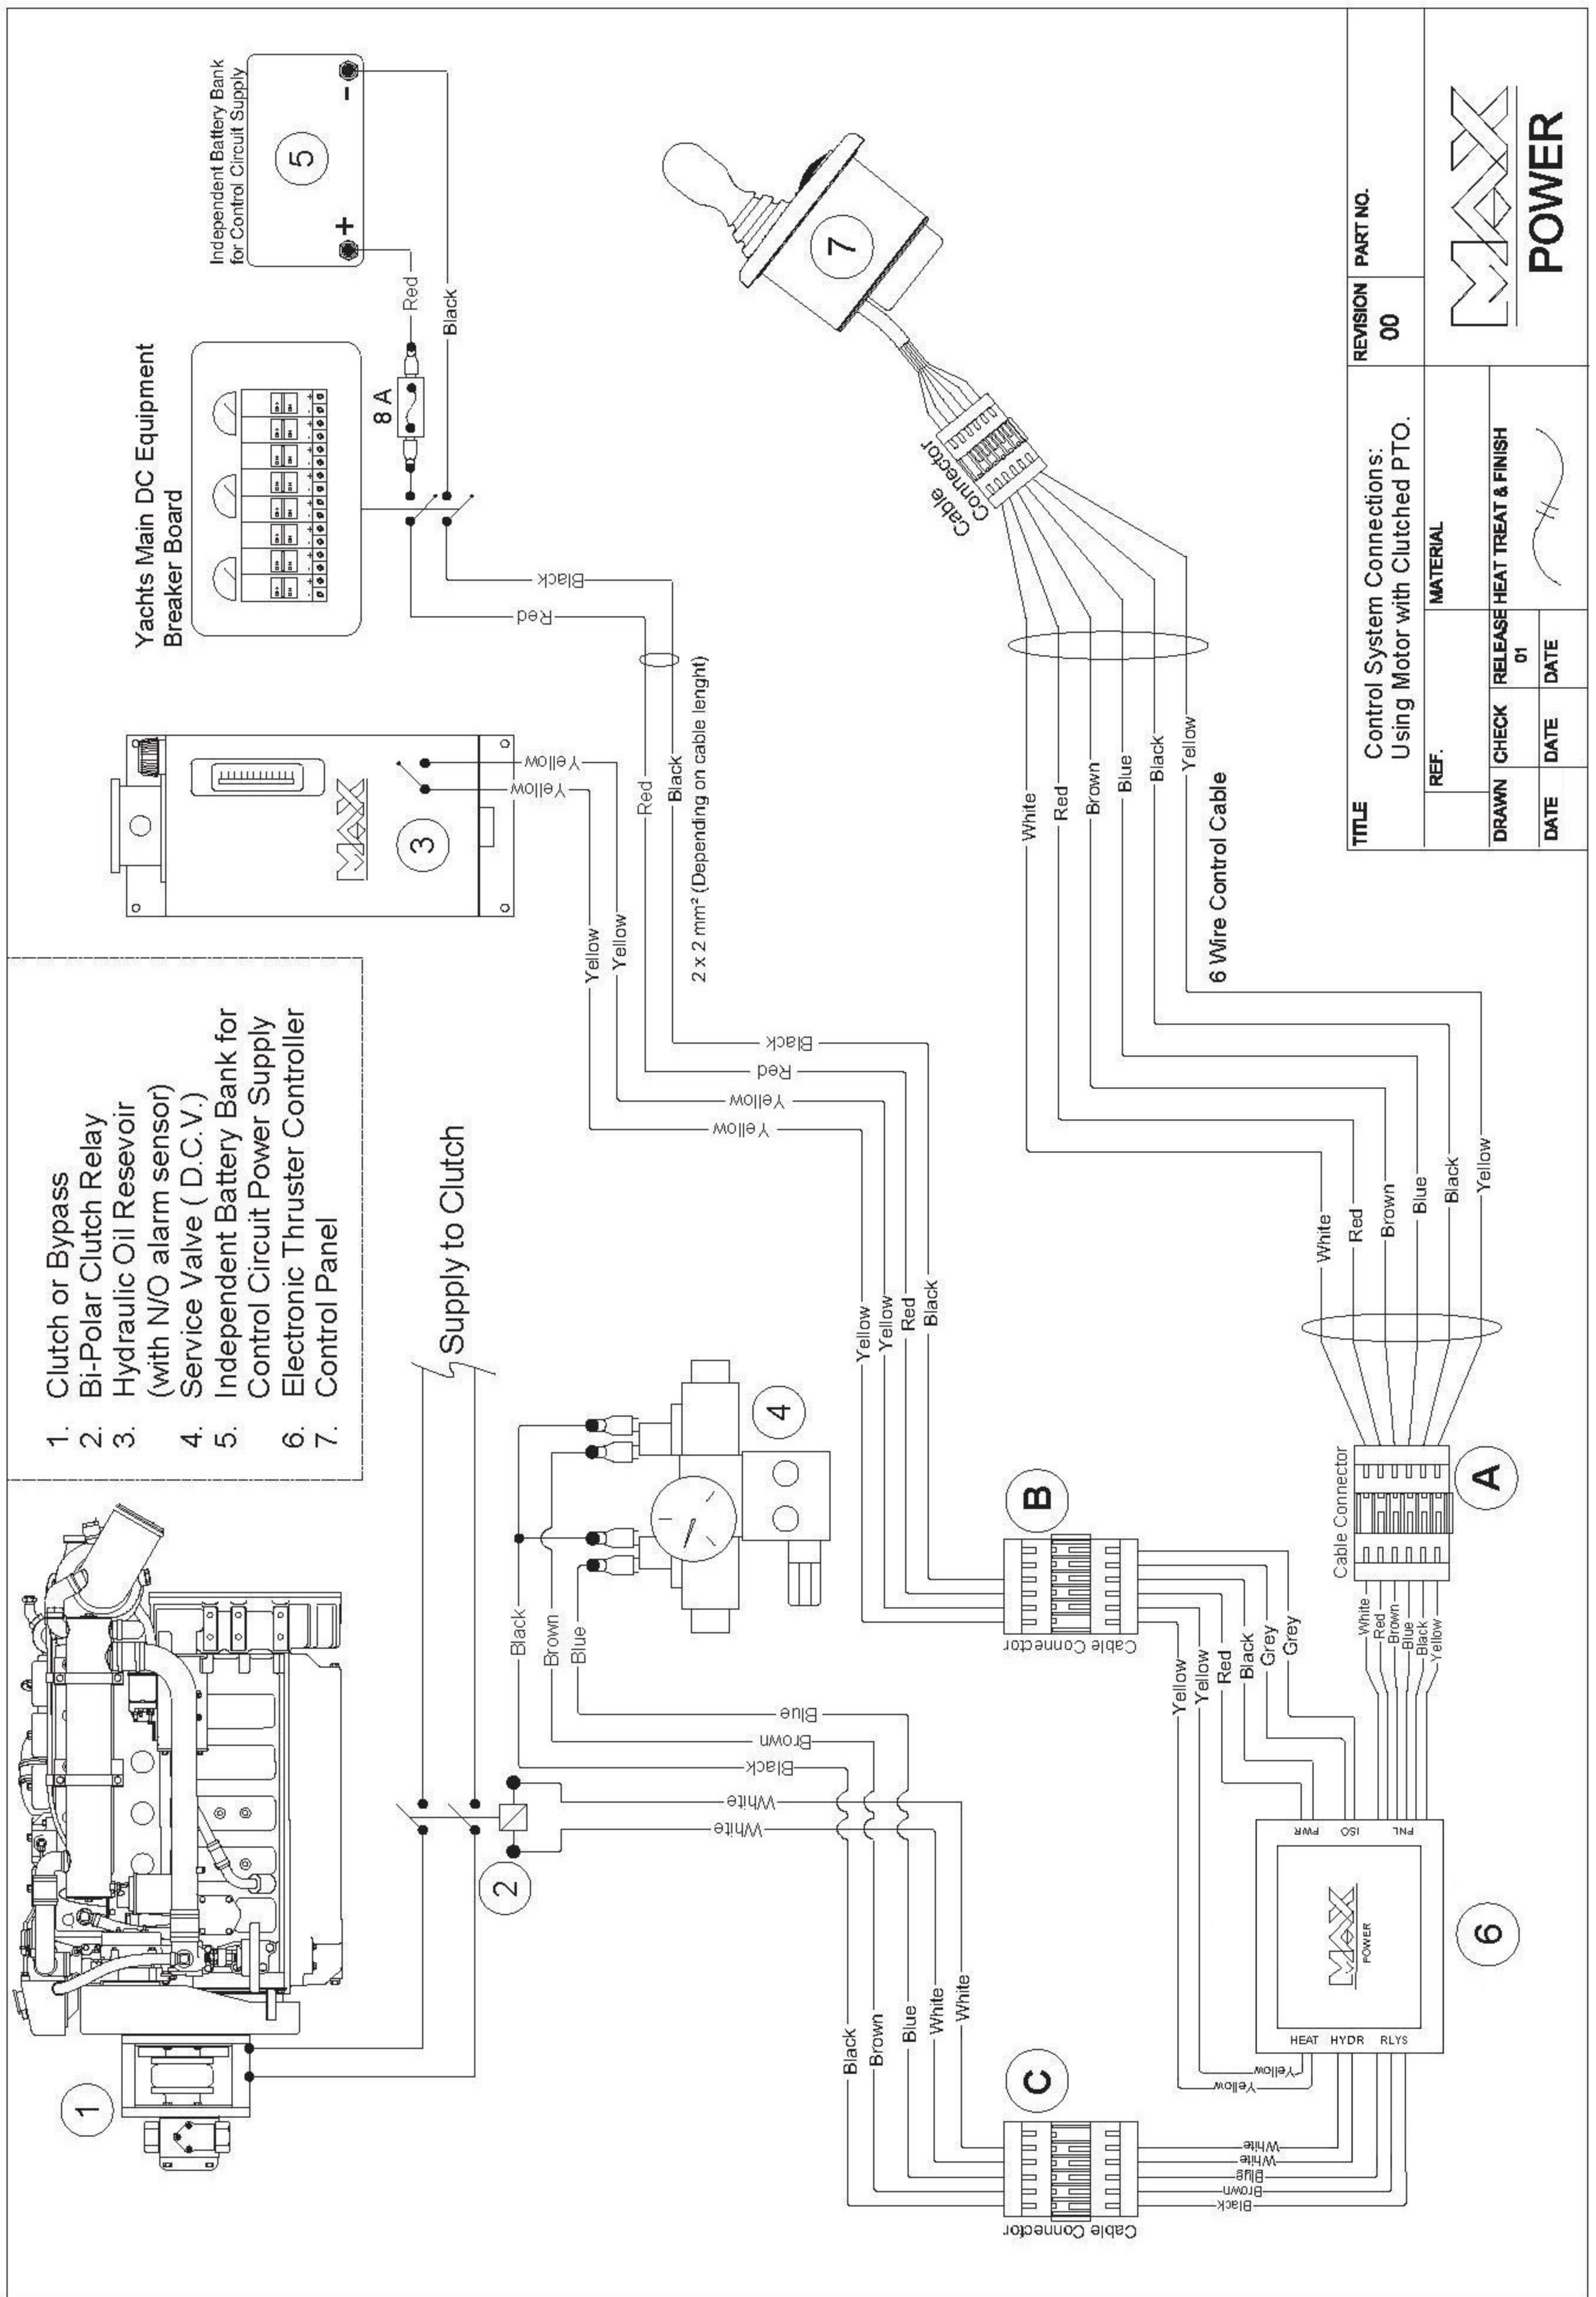 1. Clutch or Bypass
2. Bi-Polar Clutch Relay
3. Hydraulic Oil Resevoir
(with N/O alarm sensor)
4. Service Valve ( D.C.V.)
5. Independent Battery Bank for
Control Circuit Power Supply
6. Electronic Thruster Controller
7. Control Panel
1
Supply to Clutch
2
Yachts Main DC Equipment
Breaker Board
Independent Battery Bank
for Control Circuit Supply
5
+
-
8 A
Red
Black
Black
Red
MAX
3
Yellow
Yellow
Yellow
Yellow
Red
Black
2 x 2 mm² (Depending on cable lenght)
Black
Red
Yellow
Yellow
4
Black
Brown
Blue
Blue
Brown
Black
White
White
Yellow
Yellow
Red
Black
B
Cable Connector
Yellow
Yellow
Red
Black
Grey
Grey
Black
Brown
Blue
White
White
C
Cable Connector
White
White
Blue
Brown
Black
Yellow
Yellow
HEAT HYDR RLYS
PWR ISO PNL
MAX
POWER
6
White
Red
Brown
Blue
Black
Yellow
Cable Connector
A
White
Red
Brown
Blue
Black
Yellow
6 Wire Control Cable
White
Red
Brown
Blue
Black
Yellow
Cable
Connector
7
TITLE
Control System Connections:
Using Motor with Clutched PTO.
REVISION
00
PART NO.
REF.
MATERIAL
DRAWN CHECK RELEASE HEAT TREAT & FINISH
01
DATE DATE DATE
MAX
POWER